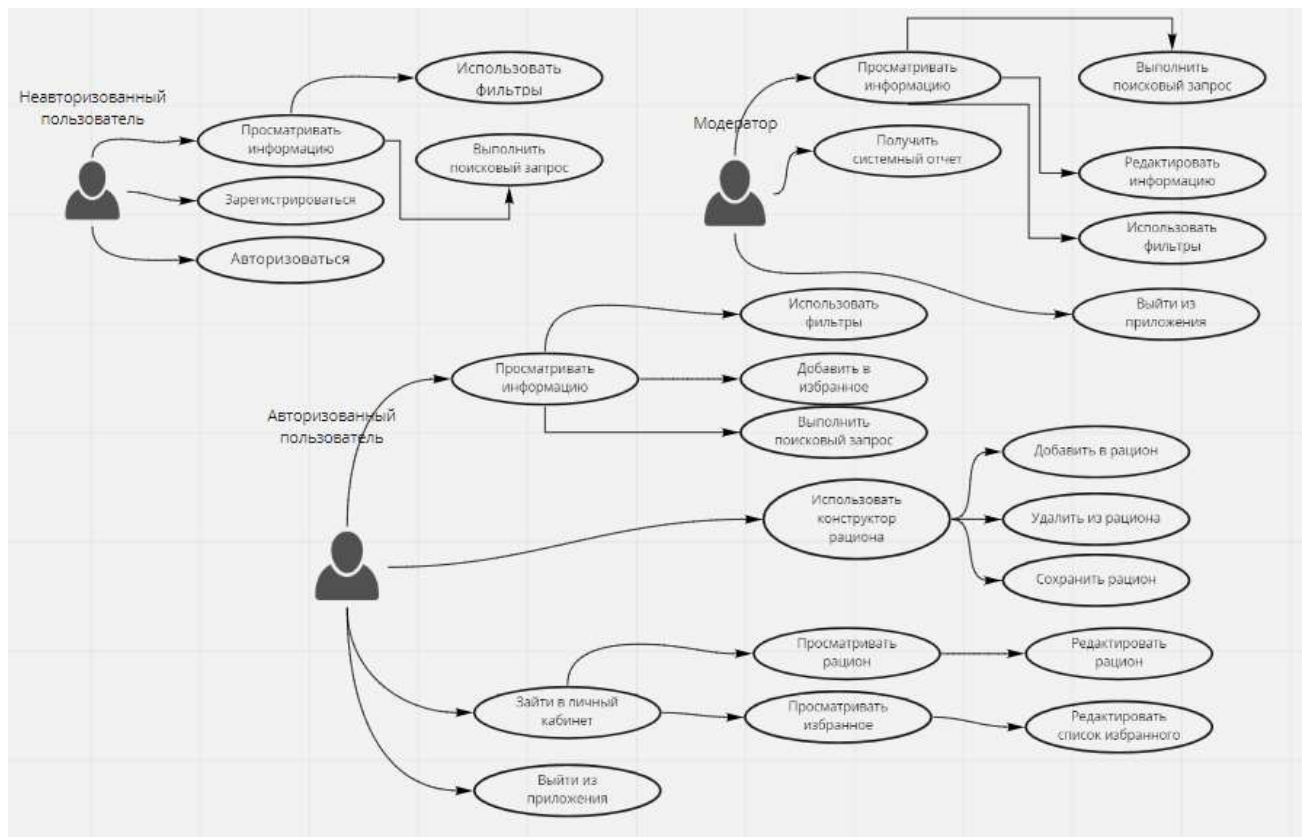 Неавторизованный
пользователь
Просматривать
информацию
Использовать
фильтры
Выполнить
поисковый запрос
Зарегистрироваться
Авторизоваться
Модератор
Просматривать
информацию
Выполнить
поисковый запрос
Получить
системный отчет
Редактировать
информацию
Использовать
фильтры
Выйти из
приложения
Авторизованный
пользователь
Просматривать
информацию
Использовать
фильтры
Добавить в
избранное
Выполнить
поисковый запрос
Использовать
конструктор
рациона
Добавить в рацион
Удалить из рациона
Сохранить рацион
Зайти в личный
кабинет
Просматривать
рацион
Редактировать
рацион
Просматривать
избранное
Редактировать
список избранного
Выйти из
приложения